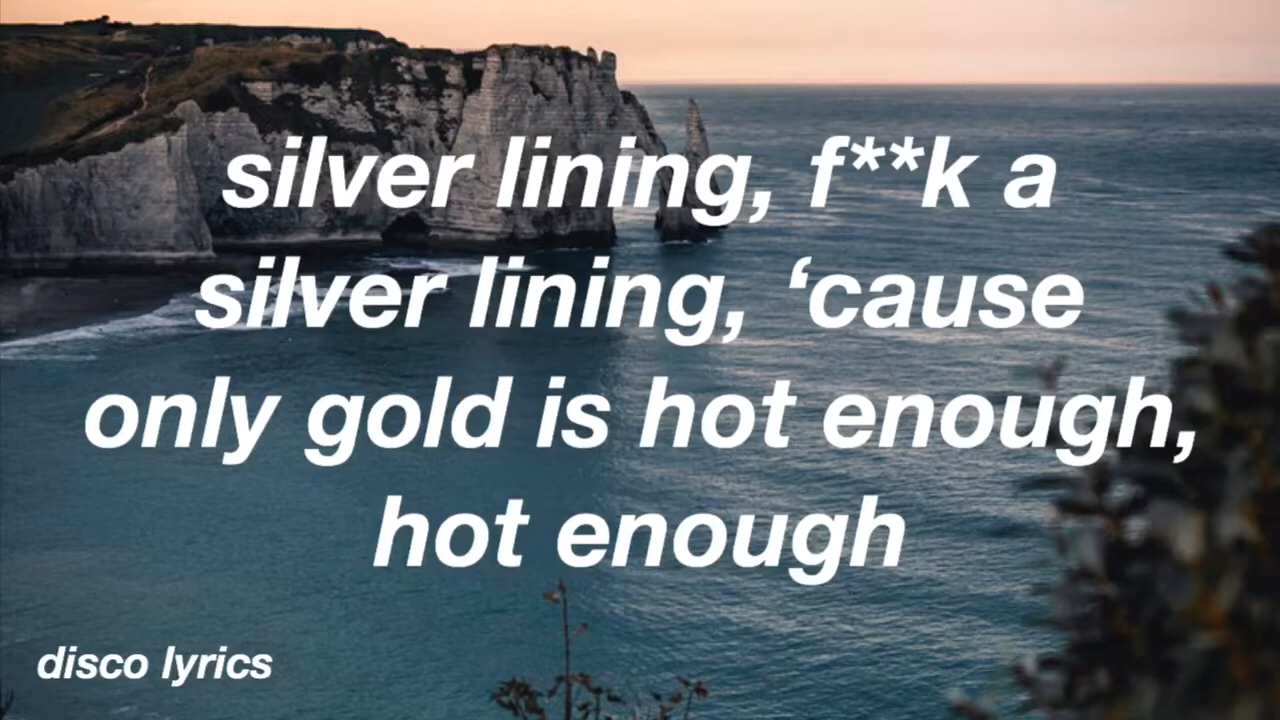 silver lining, f**k a
silver lining, ‘cause
only gold is hot enough,
hot enough
disco lyrics